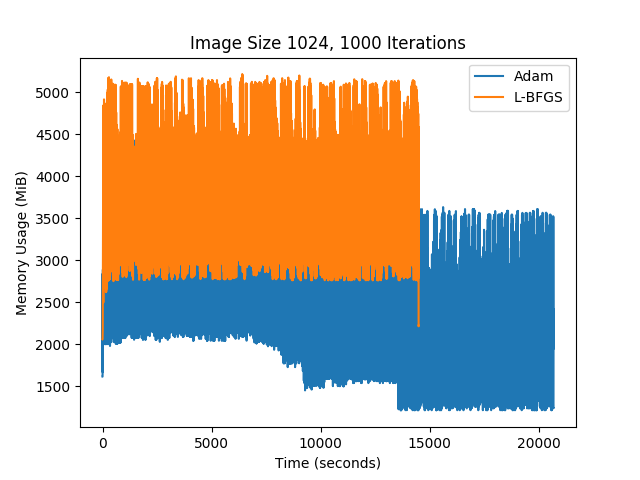 Image Size 1024, 1000 Iterations
Adam
L-BFGS
Memory Usage (MiB)
5000
4500
4000
3500
3000
2500
2000
1500
0
5000
10000
15000
20000
Time (seconds)